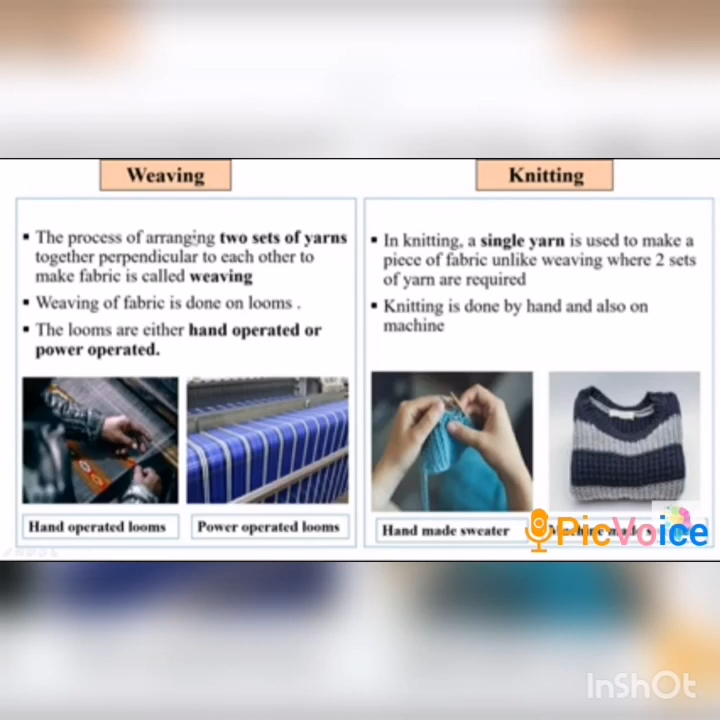 Weaving
▪ The process of arranging two sets of yarns
together perpendicular to each other to
make fabric is called weaving
▪ Weaving of fabric is done on looms .
▪ The looms are either hand operated or
power operated.
Hand operated looms
Power operated looms
Knitting
▪ In knitting, a single yarn is used to make a
piece of fabric unlike weaving where 2 sets
of yarn are required
▪ Knitting is done by hand and also on
machine
Hand made sweater
PicVoice
InShOt